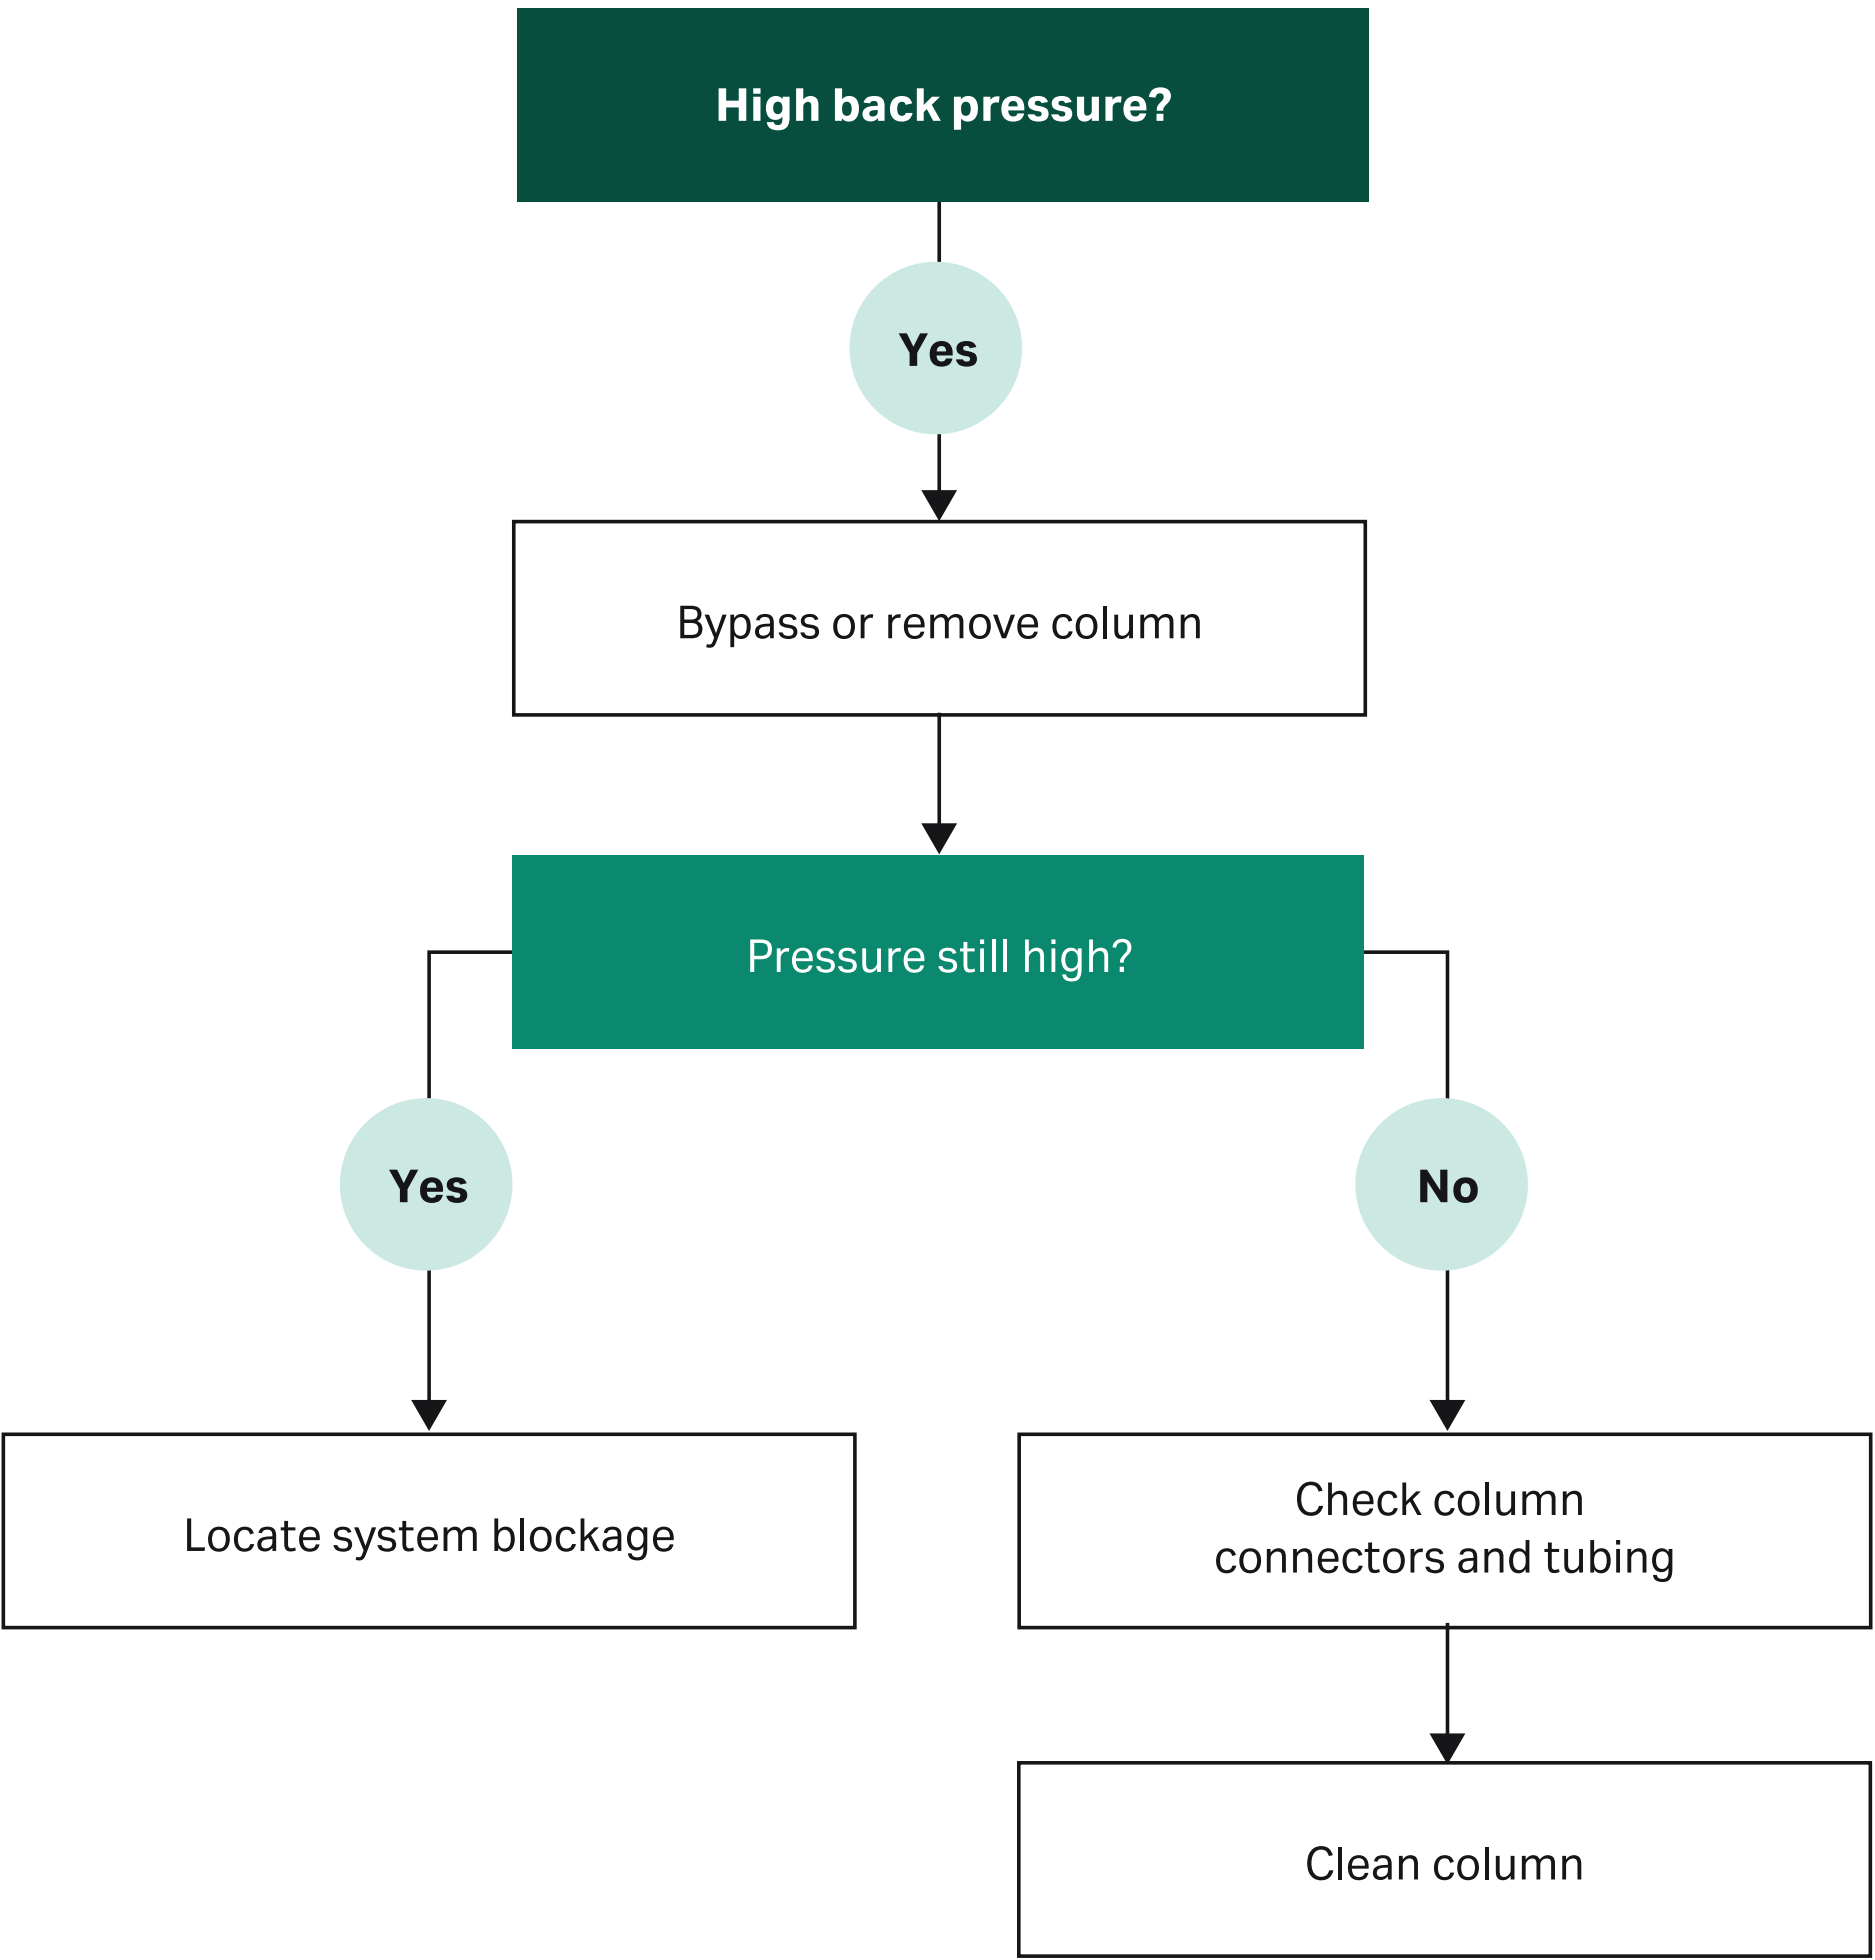 High back pressure?
Yes
Bypass or remove column
Pressure still high?
Yes
No
Locate system blockage
Check column
connectors and tubing
Clean column